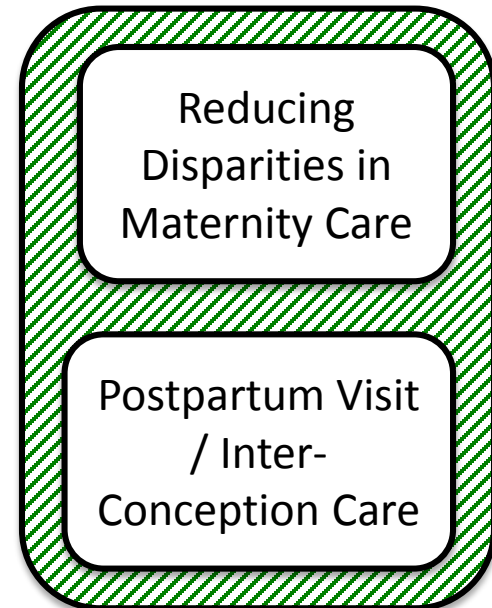 Reducing
Disparities in
Maternity Care
Postpartum Visit
/ Inter-
Conception Care